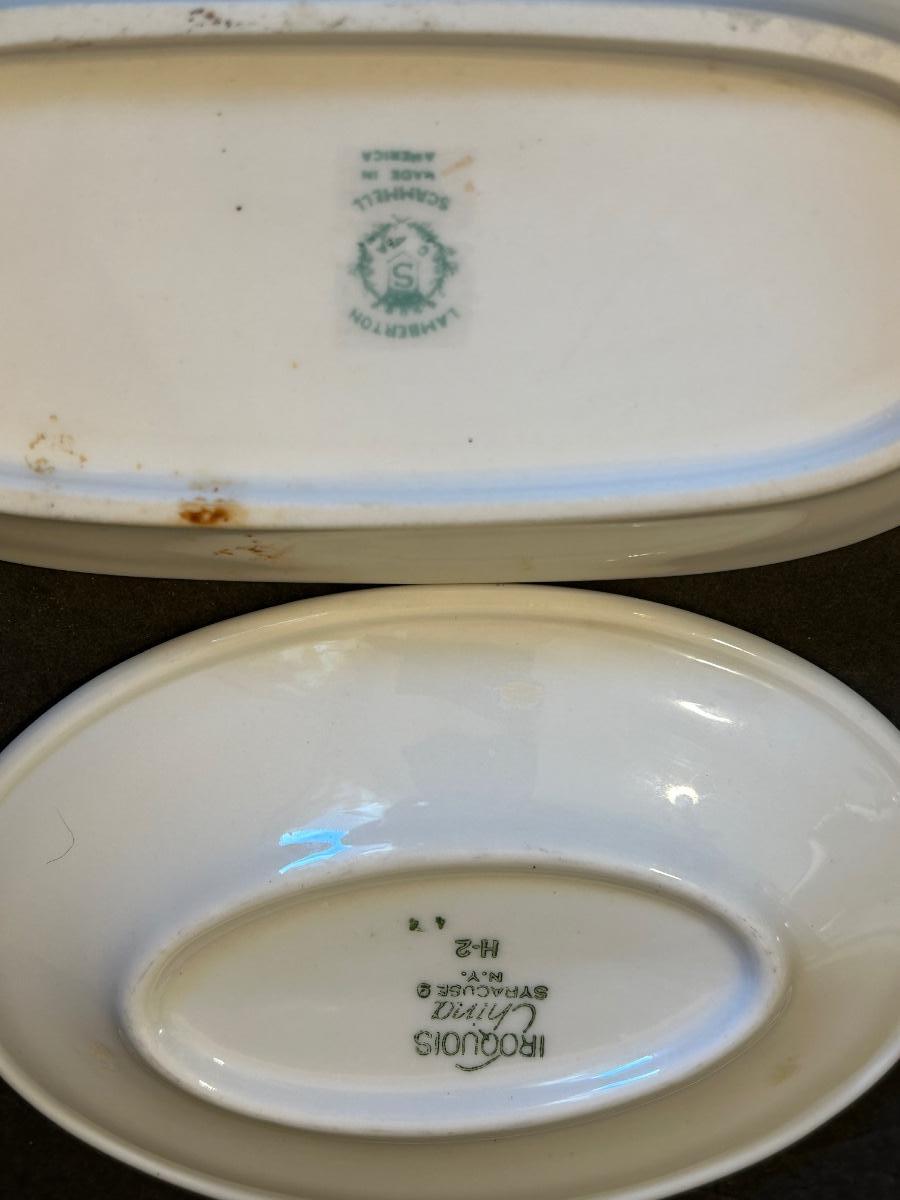 LAMBERTON
S
SCAMMELL
MADE IN
AMERICA
IROQUOIS
China
SYRACUSE 9
N.Y.
H-2